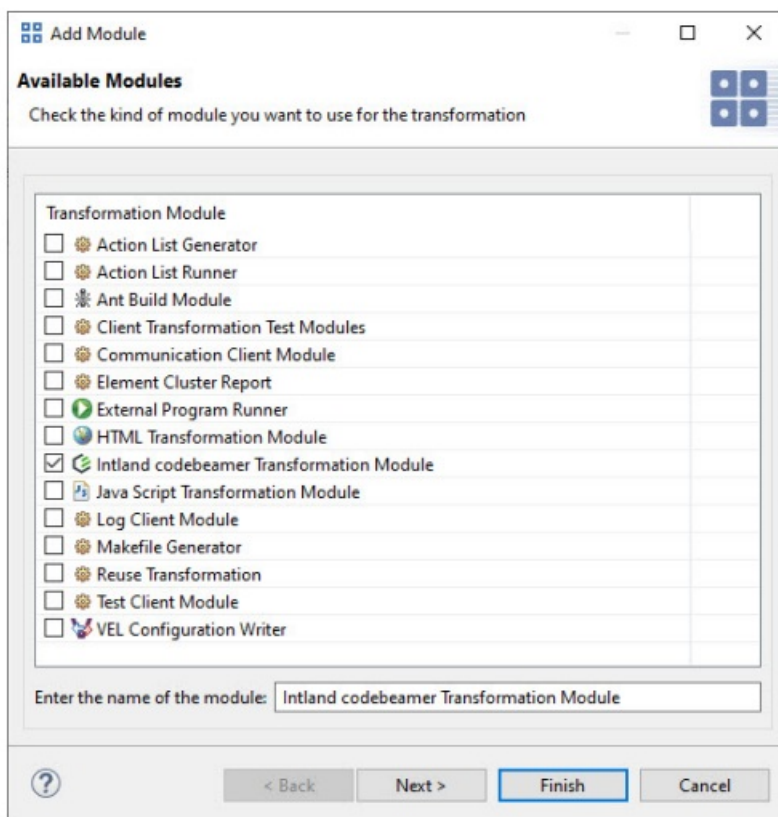 Add Module
Available Modules
Check the kind of module you want to use for the transformation
Transformation Module
Action List Generator
Action List Runner
Ant Build Module
Client Transformation Test Modules
Communication Client Module
Element Cluster Report
External Program Runner
HTML Transformation Module
Intland codebeamer Transformation Module
Java Script Transformation Module
Log Client Module
Makefile Generator
Reuse Transformation
Test Client Module
VEL Configuration Writer
Enter the name of the module: Intland codebeamer Transformation Module
? < Back Next > Finish Cancel